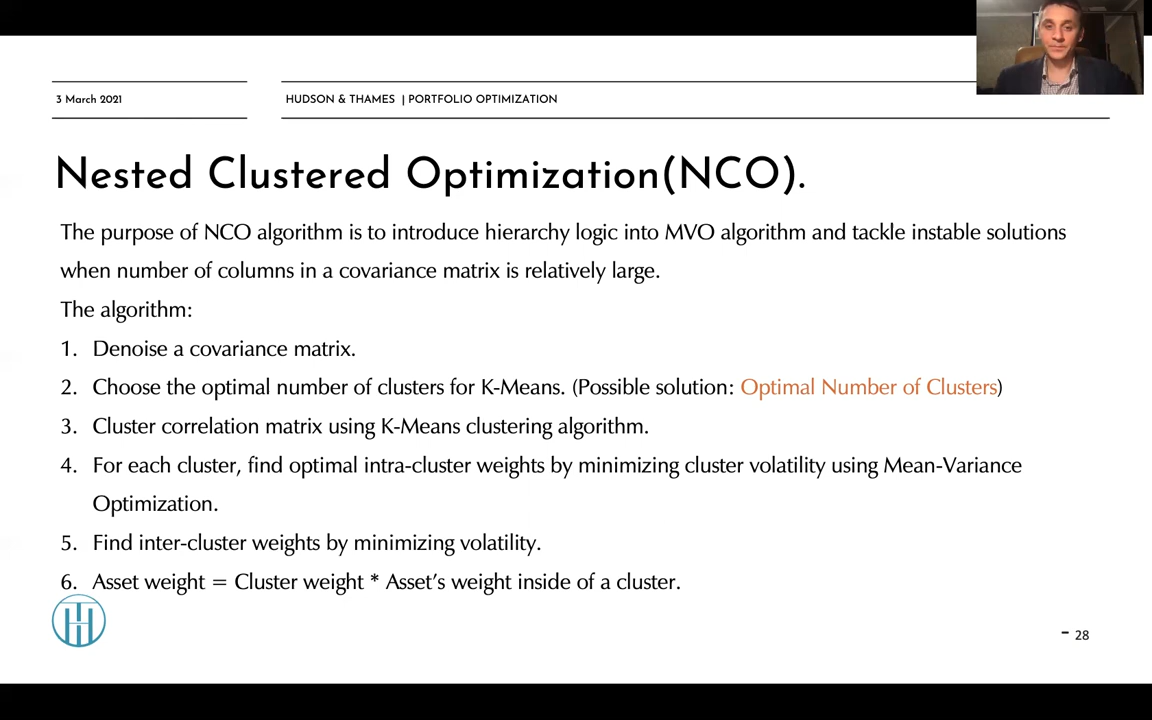 3 March 2021
HUDSON & THAMES | PORTFOLIO OPTIMIZATION
Nested Clustered Optimization(NCO).
The purpose of NCO algorithm is to introduce hierarchy logic into MVO algorithm and tackle instable solutions
when number of columns in a covariance matrix is relatively large.
The algorithm:
1. Denoise a covariance matrix.
2. Choose the optimal number of clusters for K-Means. (Possible solution: Optimal Number of Clusters)
3. Cluster correlation matrix using K-Means clustering algorithm.
4. For each cluster, find optimal intra-cluster weights by minimizing cluster volatility using Mean-Variance
Optimization.
5. Find inter-cluster weights by minimizing volatility.
6. Asset weight = Cluster weight * Asset’s weight inside of a cluster.
- 28